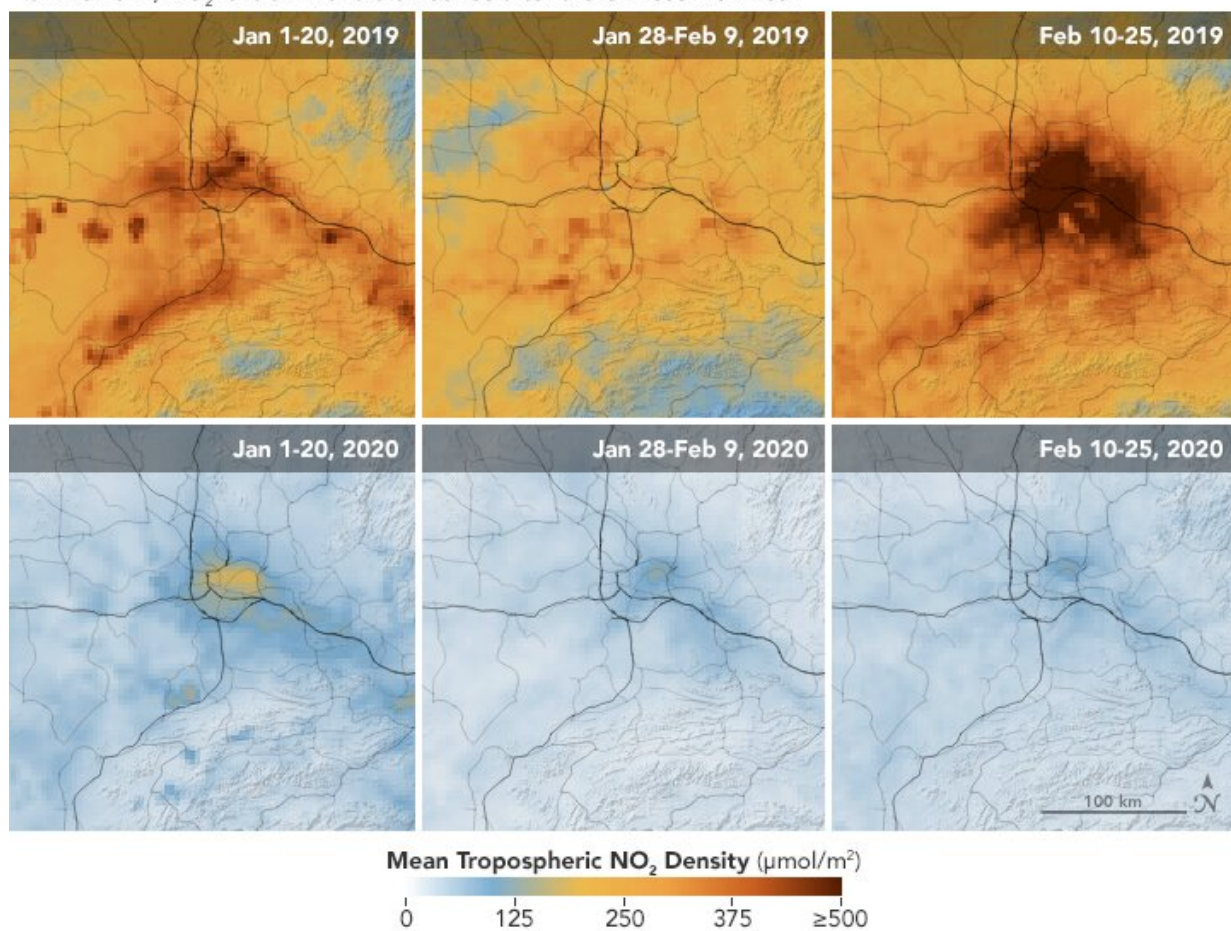 Jan 1-20, 2019
Jan 28-Feb 9, 2019
Feb 10-25, 2019
Jan 1-20, 2020
Jan 28-Feb 9, 2020
Feb 10-25, 2020
100 km
N
Mean Tropospheric NO₂ Density (µmol/m²)
0 125 250 375 ≥500